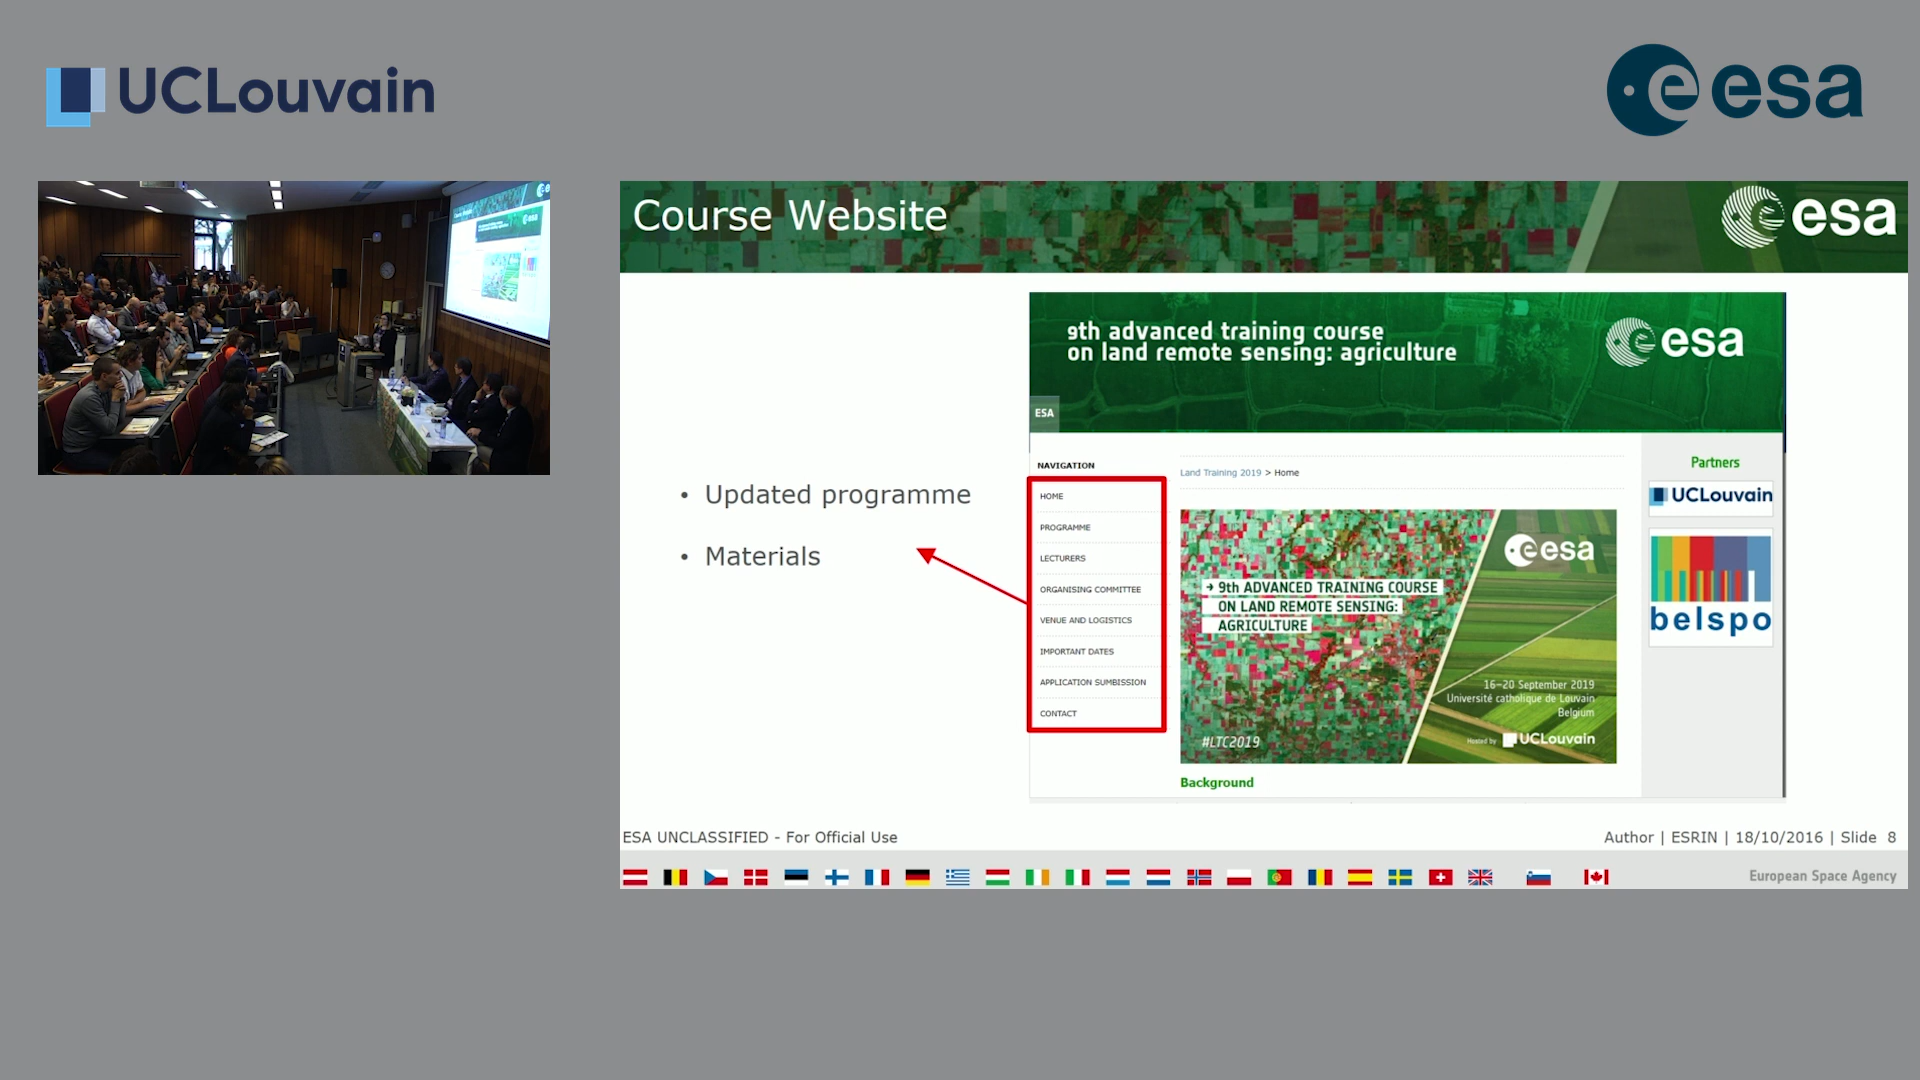 UCLouvain
esa
Course Website
esa
9th advanced training course
on land remote sensing: agriculture
esa
ESA
NAVIGATION
HOME
PROGRAMME
LECTURERS
ORGANISING COMMITTEE
VENUE AND LOGISTICS
IMPORTANT DATES
APPLICATION SUMBISSION
CONTACT
Land Training 2019 > Home
esa
→ 9th ADVANCED TRAINING COURSE
ON LAND REMOTE SENSING:
AGRICULTURE
16–20 September 2019
Université catholique de Louvain
Belgium
Hosted by UCLouvain
#LTC2019
Background
Partners
UCLouvain
belspo
• Updated programme
• Materials
ESA UNCLASSIFIED - For Official Use
Author | ESRIN | 18/10/2016 | Slide 8
European Space Agency